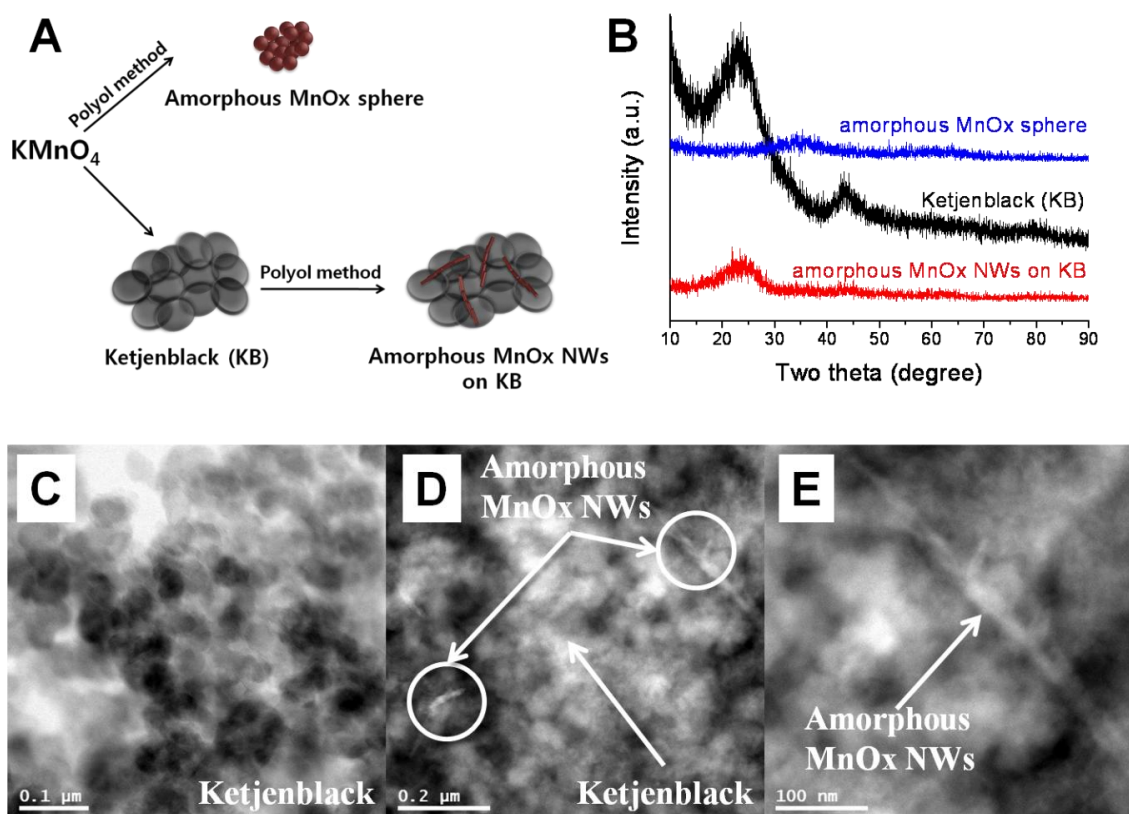 A
Polyol method
Amorphous MnOx sphere
KMnO4
Polyol method
Ketjenblack (KB)
Amorphous MnOx NWs
on KB
B
Intensity (a.u.)
amorphous MnOx sphere
Ketjenblack (KB)
amorphous MnOx NWs on KB
10 20 30 40 50 60 70 80 90
Two theta (degree)
C
0.1 µm
Ketjenblack
D
Amorphous
MnOx NWs
0.2 µm
Ketjenblack
E
Amorphous
MnOx NWs
100 nm